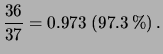 36/37 = 0.973 (97.3 %) .